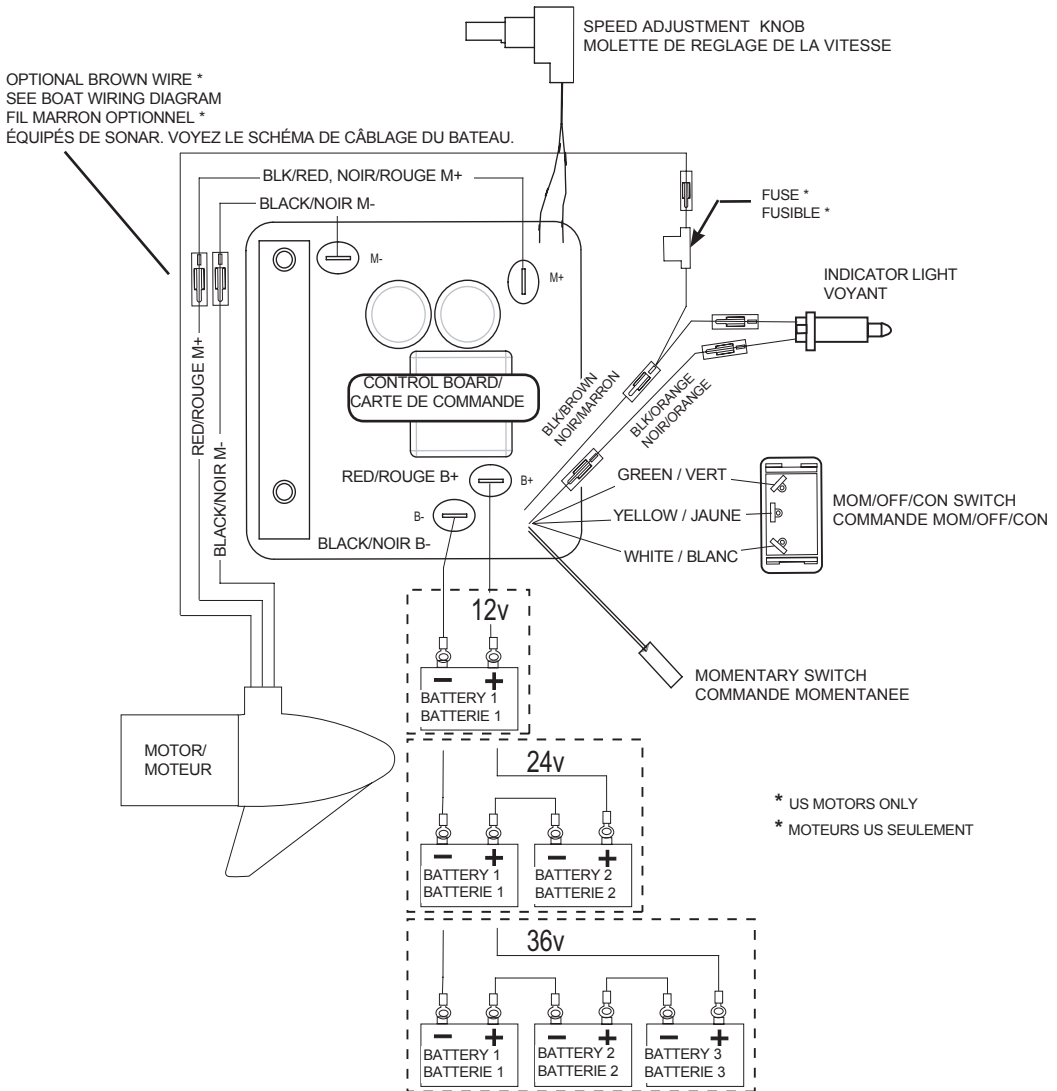 SPEED ADJUSTMENT KNOB
MOLETTE DE REGLAGE DE LA VITESSE
OPTIONAL BROWN WIRE *
SEE BOAT WIRING DIAGRAM
FIL MARRON OPTIONNEL *
ÉQUIPÉS DE SONAR. VOYEZ LE SCHÉMA DE CÂBLAGE DU BATEAU.
BLK/RED, NOIR/ROUGE M+
BLACK/NOIR M-
FUSE *
FUSIBLE *
M-
M+
INDICATOR LIGHT
VOYANT
RED/ROUGE M+
BLACK/NOIR M-
CONTROL BOARD/
CARTE DE COMMANDE
BLK/BROWN
NOIR/MARRON
BLK/ORANGE
NOIR/ORANGE
RED/ROUGE B+
B+
B-
BLACK/NOIR B-
GREEN / VERT
YELLOW / JAUNE
WHITE / BLANC
MOM/OFF/CON SWITCH
COMMANDE MOM/OFF/CON
12v
- +
BATTERY 1
BATTERIE 1
MOMENTARY SWITCH
COMMANDE MOMENTANEE
MOTOR/
MOTEUR
24v
- +
BATTERY 1
BATTERIE 1
- +
BATTERY 2
BATTERIE 2
* US MOTORS ONLY
* MOTEURS US SEULEMENT
36v
- +
BATTERY 1
BATTERIE 1
- +
BATTERY 2
BATTERIE 2
- +
BATTERY 3
BATTERIE 3